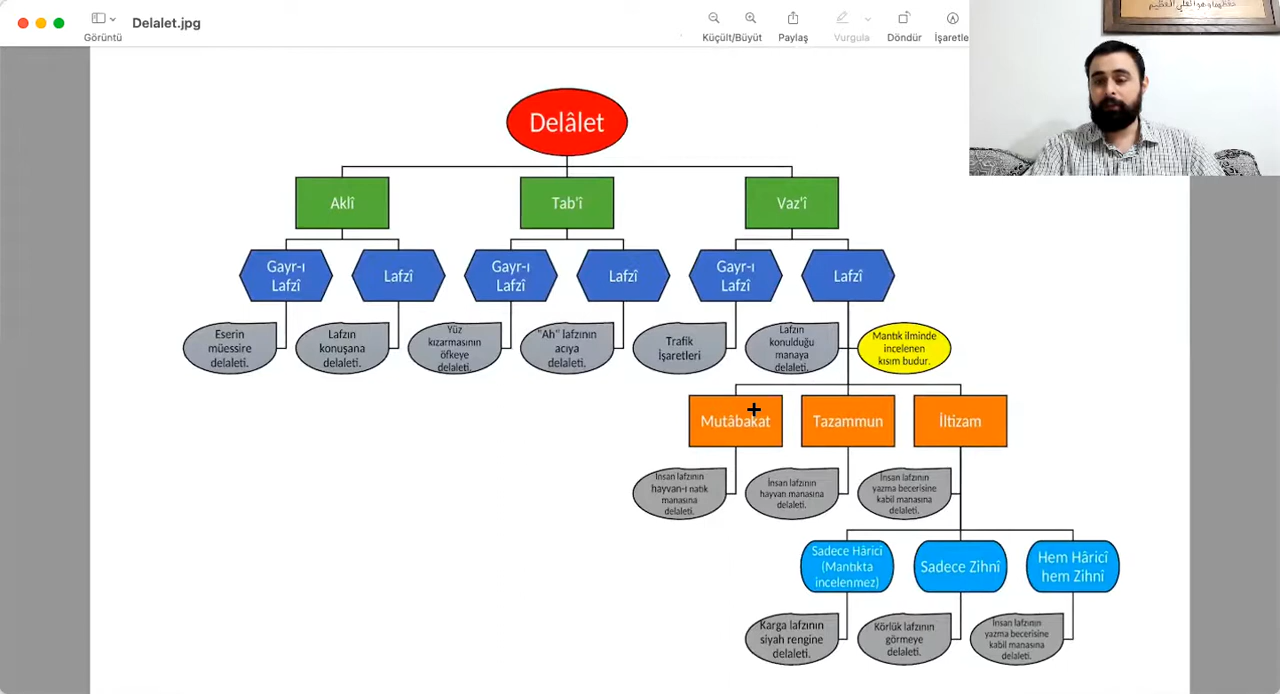 Delalet.jpg
Görüntü
Küçült/Büyüt
Paylaş
Vurgula
Döndür
İşaretle
حفظهما وهو العلي العظيم
Delâlet
Aklî
Tab'î
Vaz'î
Gayr-ı
Lafzî
Lafzî
Gayr-ı
Lafzî
Lafzî
Gayr-ı
Lafzî
Lafzî
Eserin
müessire
delaleti.
Lafzın
konuşana
delaleti.
Yüz
kızarmasının
öfkeye
delaleti.
"Ah" lafzının
acıya
delaleti.
Trafik
İşaretleri
Lafzın
konulduğu
manaya
delaleti.
Mantık ilminde
incelenen
kısım budur.
Mutâbakat
Tazammun
İltizam
İnsan lafzının
hayvan-ı natık
manasına
delaleti.
İnsan lafzının
hayvan manasına
delaleti.
İnsan lafzının
yazma becerisine
kabil manasına
delaleti.
Sadece Hâricî
(Mantıkta
incelenmez)
Sadece Zihnî
Hem Hâricî
hem Zihnî
Karga lafzının
siyah rengine
delaleti.
Körlük lafzının
görmeye
delaleti.
İnsan lafzının
yazma becerisine
kabil manasına
delaleti.